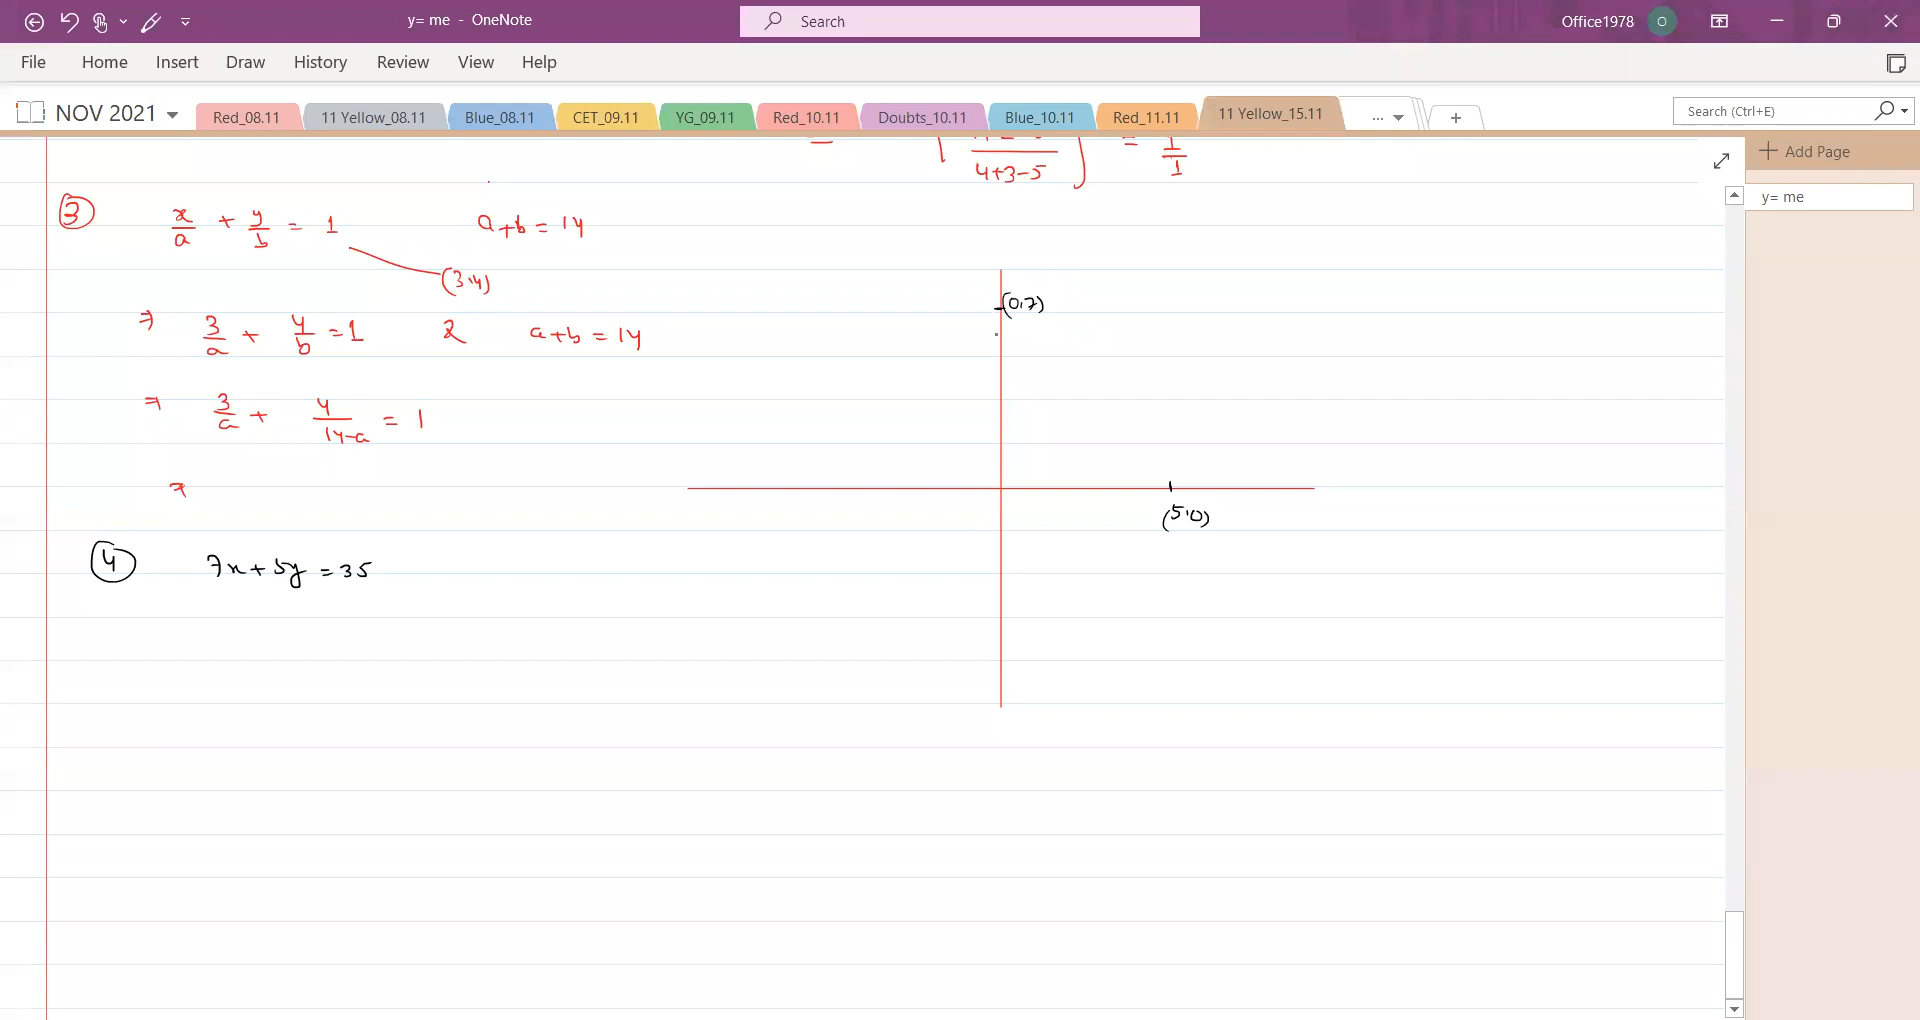 y= me - OneNote
Search
Office1978
O
File Home Insert Draw History Review View Help
NOV 2021
Red_08.11
11 Yellow_08.11
Blue_08.11
CET_09.11
YG_09.11
Red_10.11
Doubts_10.11
Blue_10.11
Red_11.11
11 Yellow_15.11
...
+
Search (Ctrl+E)
Add Page
y= me
4+3-5
= 1/1
③ x/a + y/b = 1 a+b = 14
(3,4)
⇒ 3/a + 4/b = 1 & a+b = 14
⇒ 3/a + 4/(14-a) = 1
⇒
④ 7x + 5y = 35
(0,7)
(5,0)